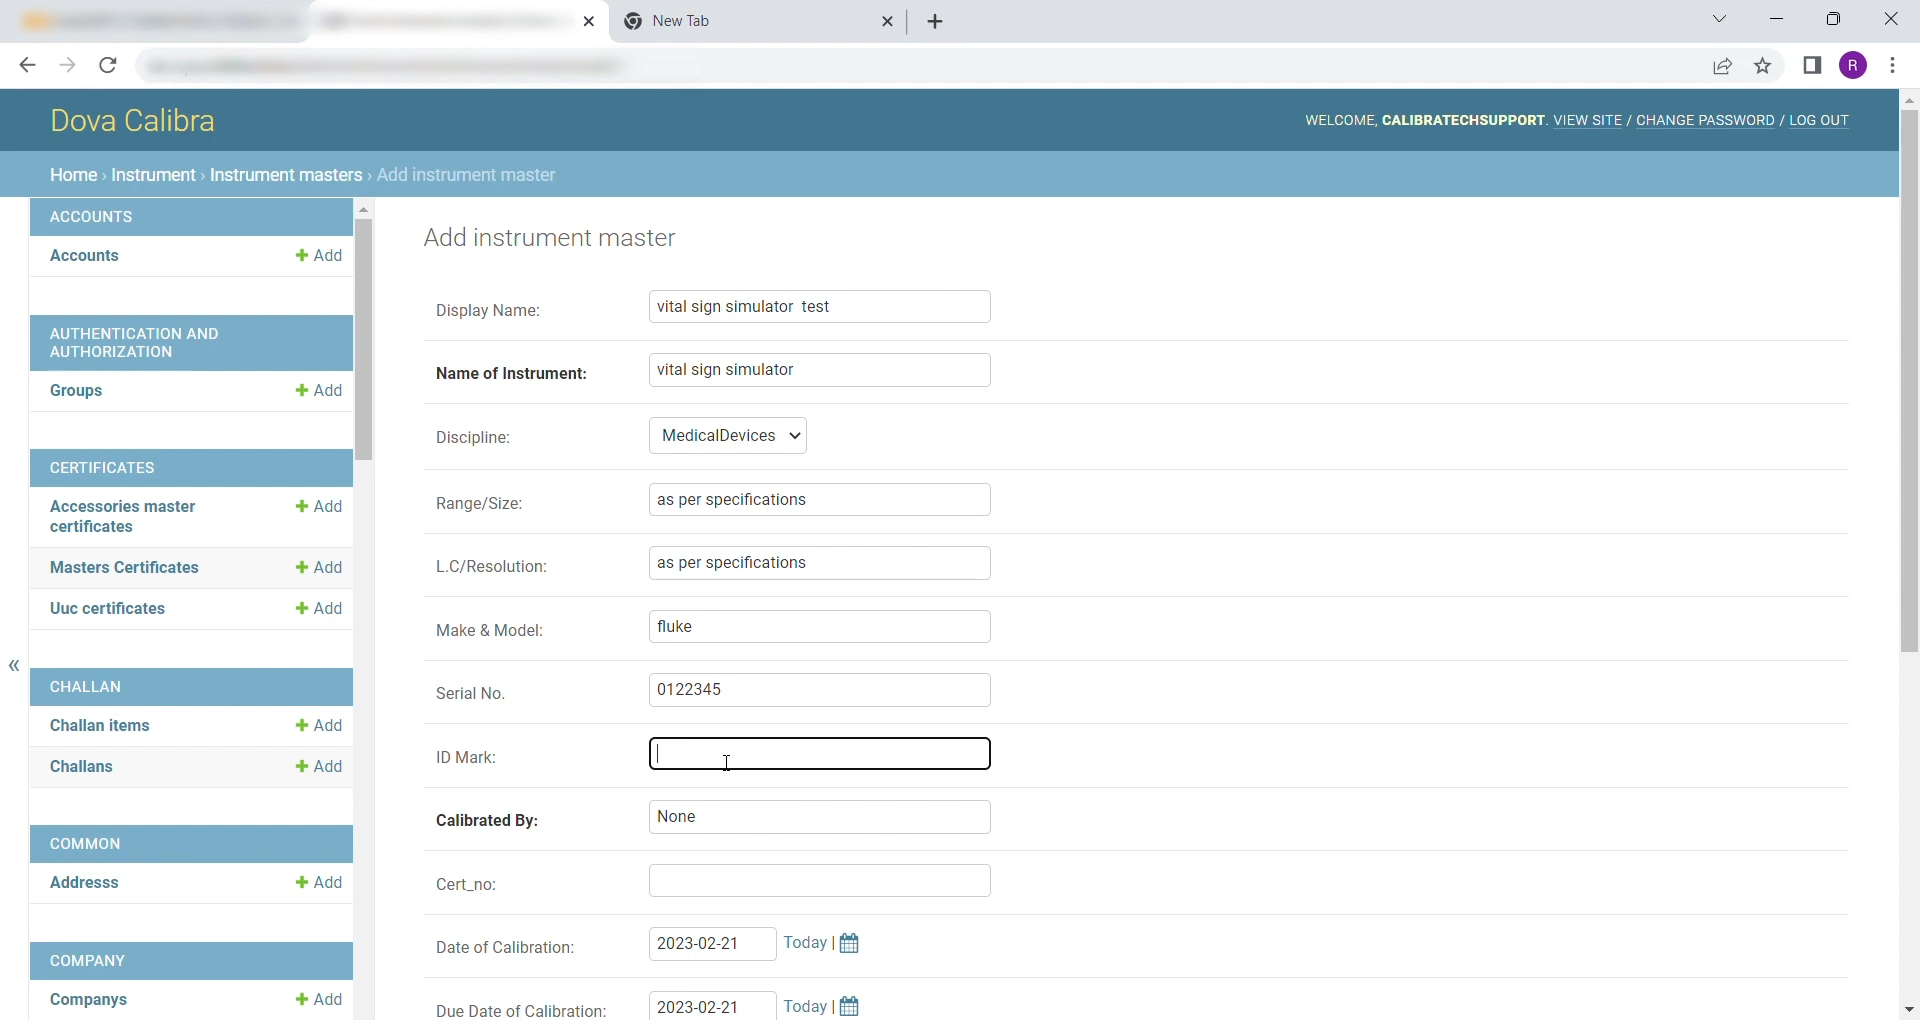 New Tab
R
Dova Calibra
WELCOME, CALIBRATECHSUPPORT. VIEW SITE / CHANGE PASSWORD / LOG OUT
Home › Instrument › Instrument masters › Add instrument master
ACCOUNTS
Accounts + Add
AUTHENTICATION AND
AUTHORIZATION
Groups + Add
CERTIFICATES
Accessories master
certificates + Add
Masters Certificates + Add
Uuc certificates + Add
CHALLAN
Challan items + Add
Challans + Add
COMMON
Addresss + Add
COMPANY
Companys + Add
«
Add instrument master
Display Name: vital sign simulator  test
Name of Instrument: vital sign simulator
Discipline: MedicalDevices
Range/Size: as per specifications
L.C/Resolution: as per specifications
Make & Model: fluke
Serial No. 0122345
ID Mark:
Calibrated By: None
Cert_no:
Date of Calibration: 2023-02-21 Today |
Due Date of Calibration: 2023-02-21 Today |